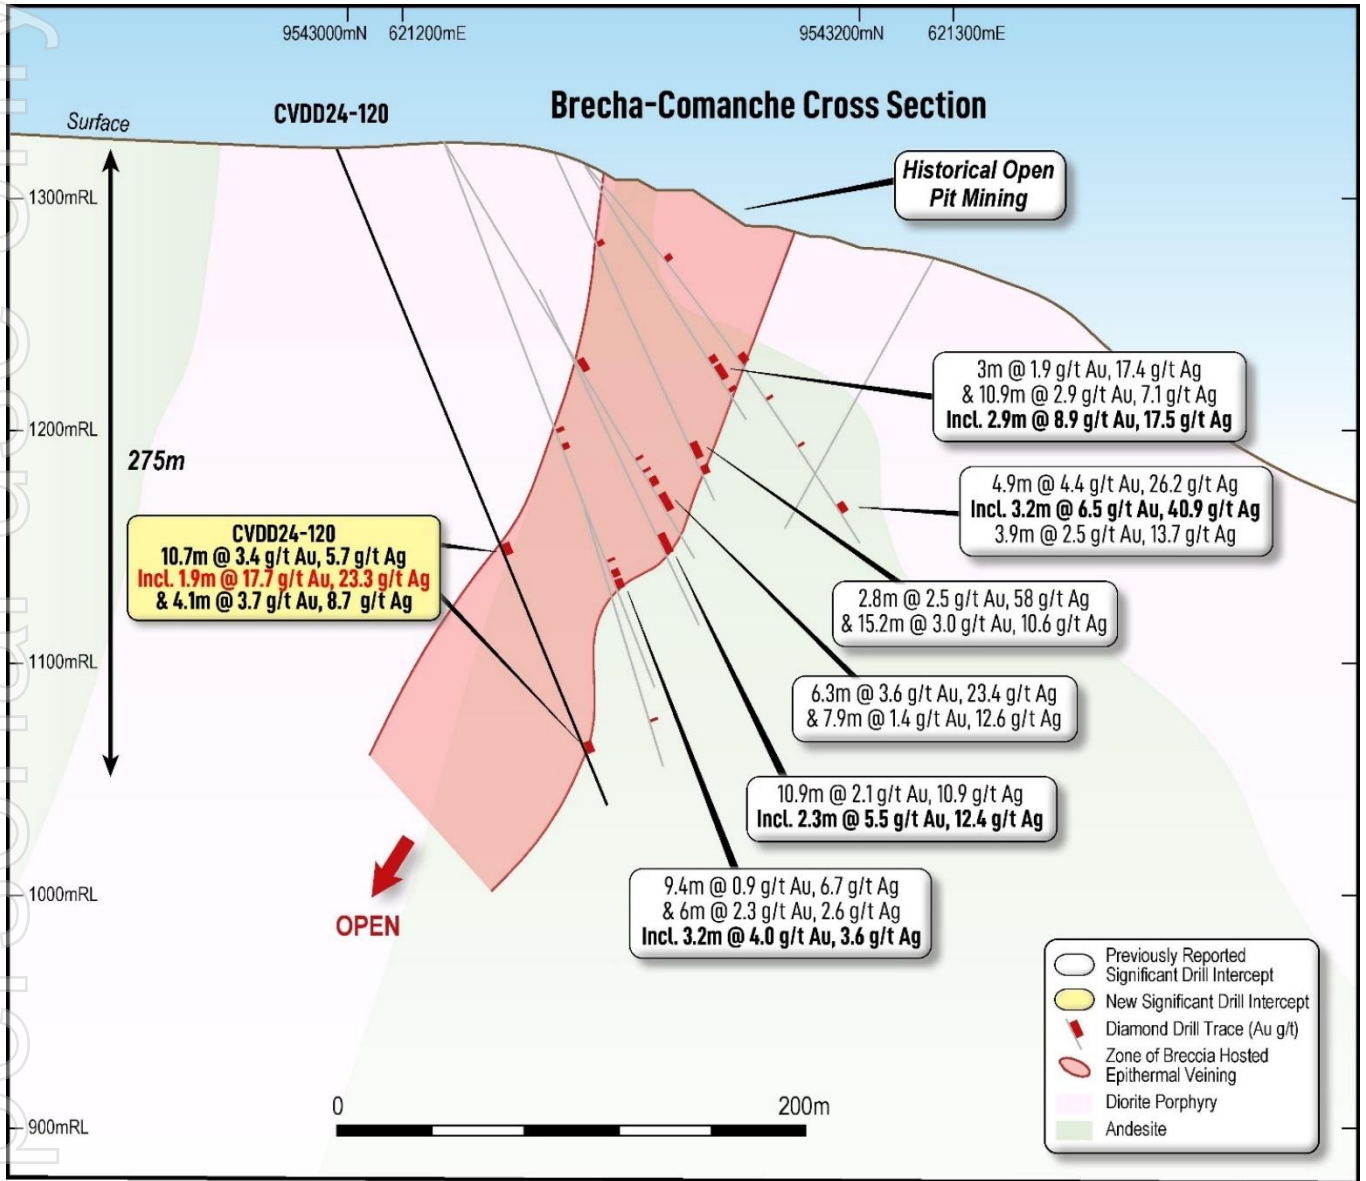 9543000mN 621200mE 9543200mN 621300mE
Brecha-Comanche Cross Section
CVDD24-120
Surface
Historical Open
Pit Mining
1300mRL
1200mRL
1100mRL
1000mRL
900mRL
275m
CVDD24-120
10.7m @ 3.4 g/t Au, 5.7 g/t Ag
Incl. 1.9m @ 17.7 g/t Au, 23.3 g/t Ag
& 4.1m @ 3.7 g/t Au, 8.7 g/t Ag
3m @ 1.9 g/t Au, 17.4 g/t Ag
& 10.9m @ 2.9 g/t Au, 7.1 g/t Ag
Incl. 2.9m @ 8.9 g/t Au, 17.5 g/t Ag
4.9m @ 4.4 g/t Au, 26.2 g/t Ag
Incl. 3.2m @ 6.5 g/t Au, 40.9 g/t Ag
3.9m @ 2.5 g/t Au, 13.7 g/t Ag
2.8m @ 2.5 g/t Au, 58 g/t Ag
& 15.2m @ 3.0 g/t Au, 10.6 g/t Ag
6.3m @ 3.6 g/t Au, 23.4 g/t Ag
& 7.9m @ 1.4 g/t Au, 12.6 g/t Ag
10.9m @ 2.1 g/t Au, 10.9 g/t Ag
Incl. 2.3m @ 5.5 g/t Au, 12.4 g/t Ag
9.4m @ 0.9 g/t Au, 6.7 g/t Ag
& 6m @ 2.3 g/t Au, 2.6 g/t Ag
Incl. 3.2m @ 4.0 g/t Au, 3.6 g/t Ag
OPEN
0 200m
Previously Reported
Significant Drill Intercept
New Significant Drill Intercept
Diamond Drill Trace (Au g/t)
Zone of Breccia Hosted
Epithermal Veining
Diorite Porphyry
Andesite